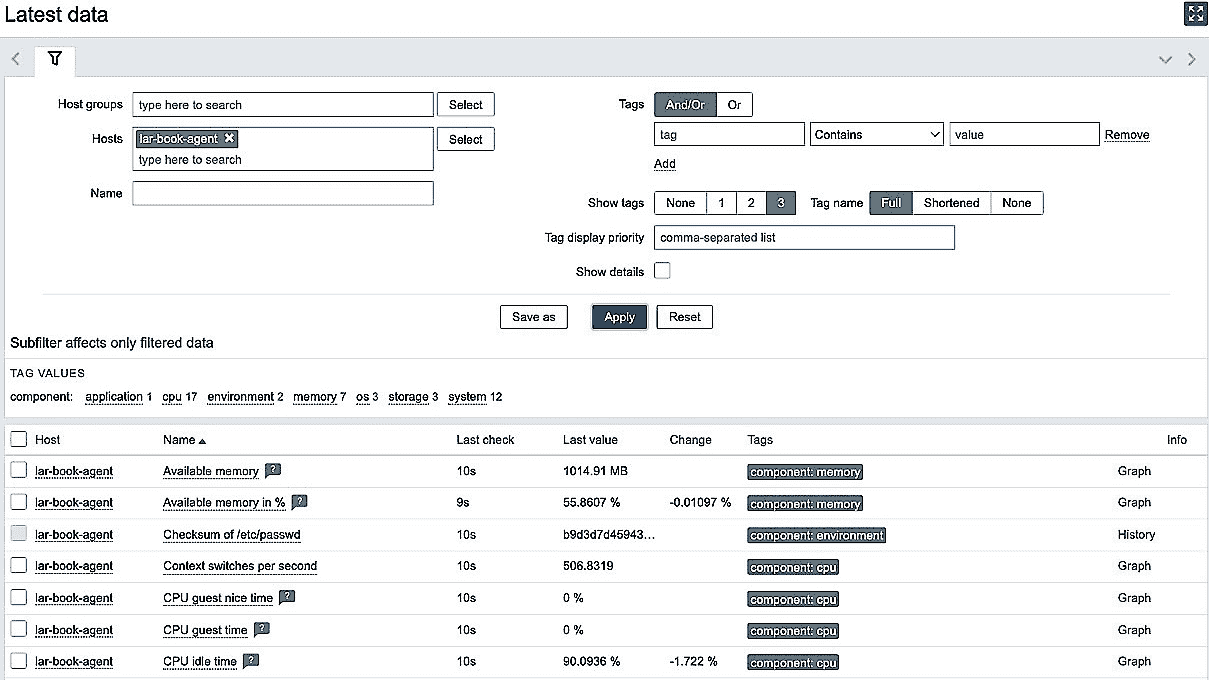 Latest data
Host groups type here to search Select
Hosts lar-book-agent ✖ Select
type here to search
Name
Tags And/Or Or
tag Contains value Remove
Add
Show tags None 1 2 3 Tag name Full Shortened None
Tag display priority comma-separated list
Show details
Save as Apply Reset
Subfilter affects only filtered data
TAG VALUES
component: application 1 cpu 17 environment 2 memory 7 os 3 storage 3 system 12
Host Name ▲ Last check Last value Change Tags Info
lar-book-agent Available memory ? 10s 1014.91 MB component: memory Graph
lar-book-agent Available memory in % ? 9s 55.8607 % -0.01097 % component: memory Graph
lar-book-agent Checksum of /etc/passwd 10s b9d3d7d45943... component: environment History
lar-book-agent Context switches per second 10s 506.8319 component: cpu Graph
lar-book-agent CPU guest nice time ? 10s 0 % component: cpu Graph
lar-book-agent CPU guest time ? 10s 0 % component: cpu Graph
lar-book-agent CPU idle time ? 10s 90.0936 % -1.722 % component: cpu Graph